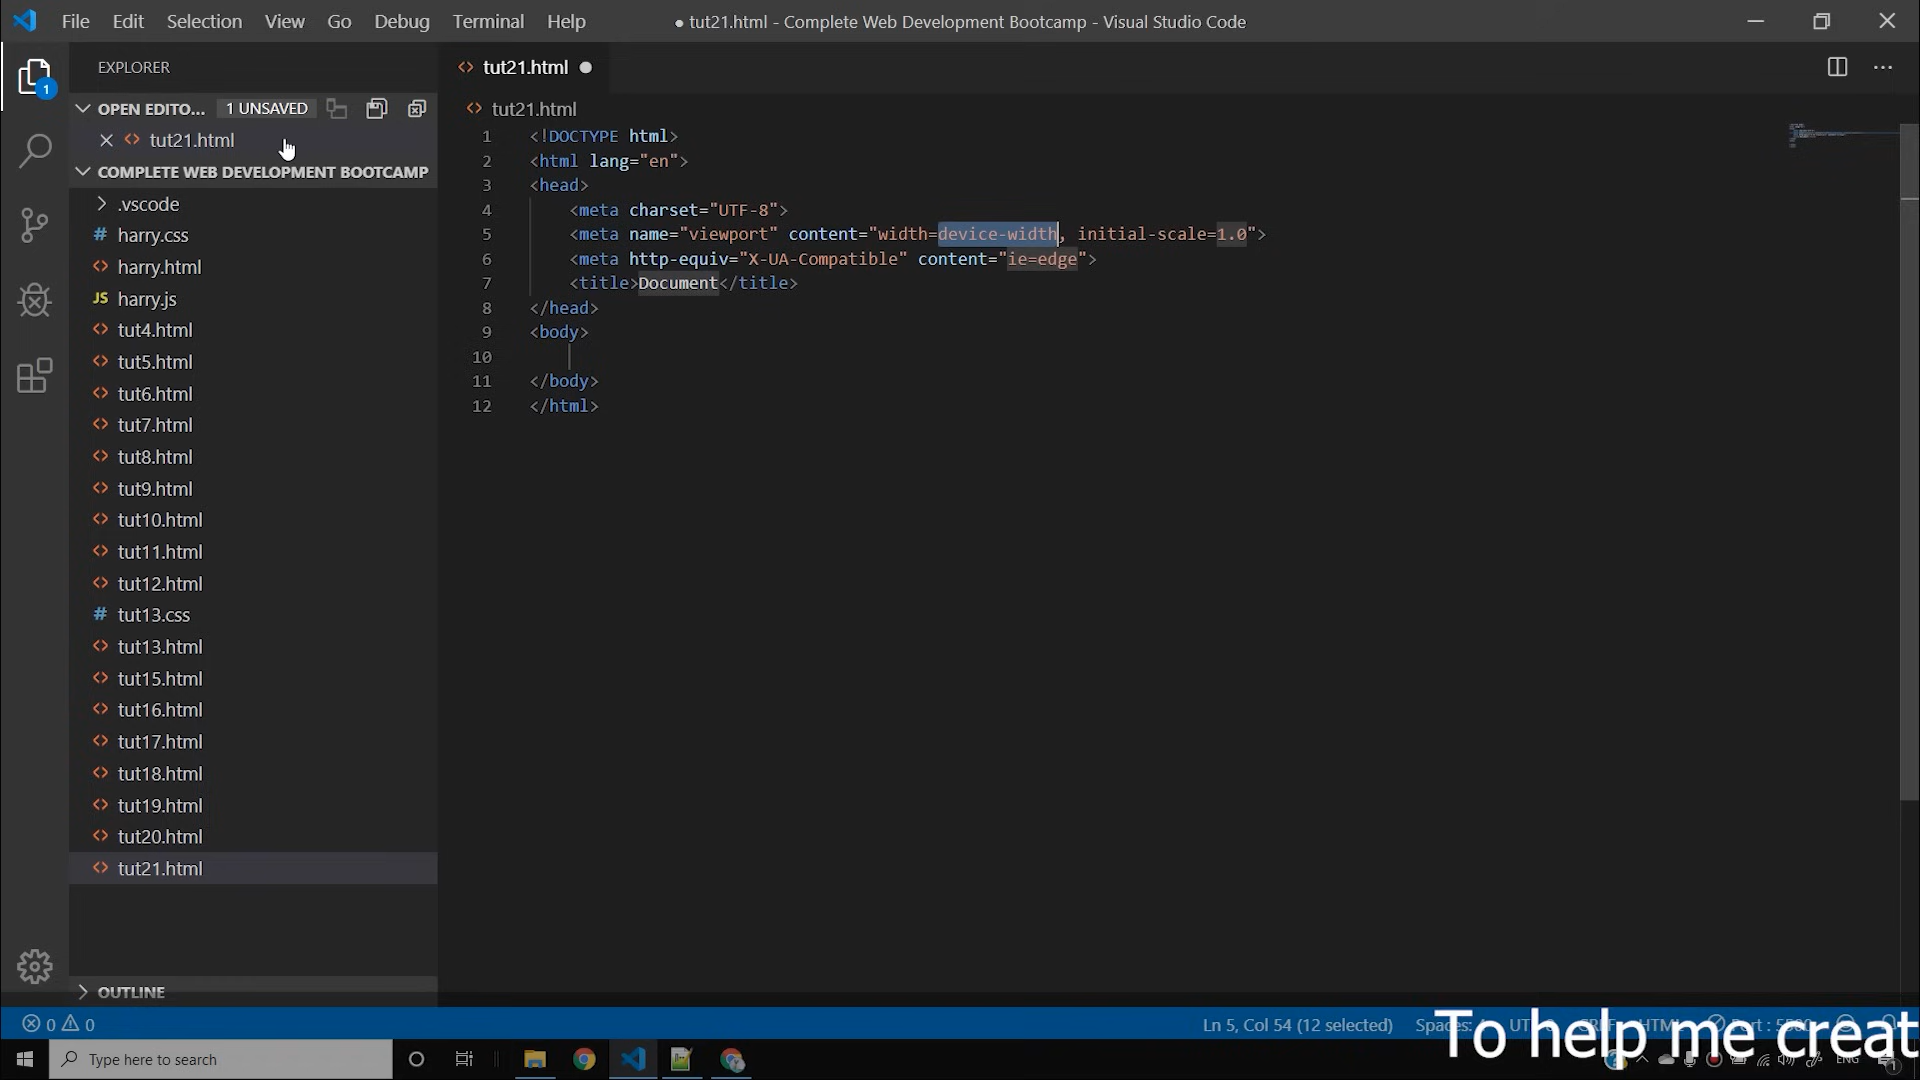 File Edit Selection View Go Debug Terminal Help
● tut21.html - Complete Web Development Bootcamp - Visual Studio Code
EXPLORER
OPEN EDITO... 1 UNSAVED
tut21.html
COMPLETE WEB DEVELOPMENT BOOTCAMP
.vscode
harry.css
harry.html
JS harry.js
tut4.html
tut5.html
tut6.html
tut7.html
tut8.html
tut9.html
tut10.html
tut11.html
tut12.html
tut13.css
tut13.html
tut15.html
tut16.html
tut17.html
tut18.html
tut19.html
tut20.html
tut21.html
OUTLINE
tut21.html
tut21.html
1 <!DOCTYPE html>
2 <html lang="en">
3 <head>
4 <meta charset="UTF-8">
5 <meta name="viewport" content="width=device-width, initial-scale=1.0">
6 <meta http-equiv="X-UA-Compatible" content="ie=edge">
7 <title>Document</title>
8 </head>
9 <body>
10
11 </body>
12 </html>
0 0
Ln 5, Col 54 (12 selected)
Spaces:
To help me creat
Type here to search
ENG